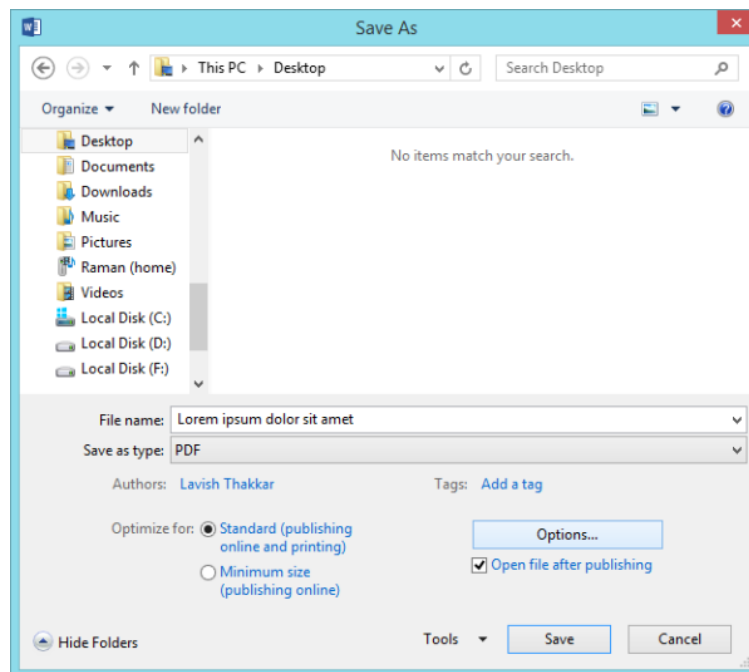 Save As
This PC Desktop
Search Desktop
Organize
New folder
Desktop
Documents
Downloads
Music
Pictures
Raman (home)
Videos
Local Disk (C:)
Local Disk (D:)
Local Disk (F:)
No items match your search.
File name: Lorem ipsum dolor sit amet
Save as type: PDF
Authors: Lavish Thakkar
Tags: Add a tag
Optimize for: Standard (publishing
online and printing)
Minimum size
(publishing online)
Options...
Open file after publishing
Hide Folders
Tools
Save
Cancel